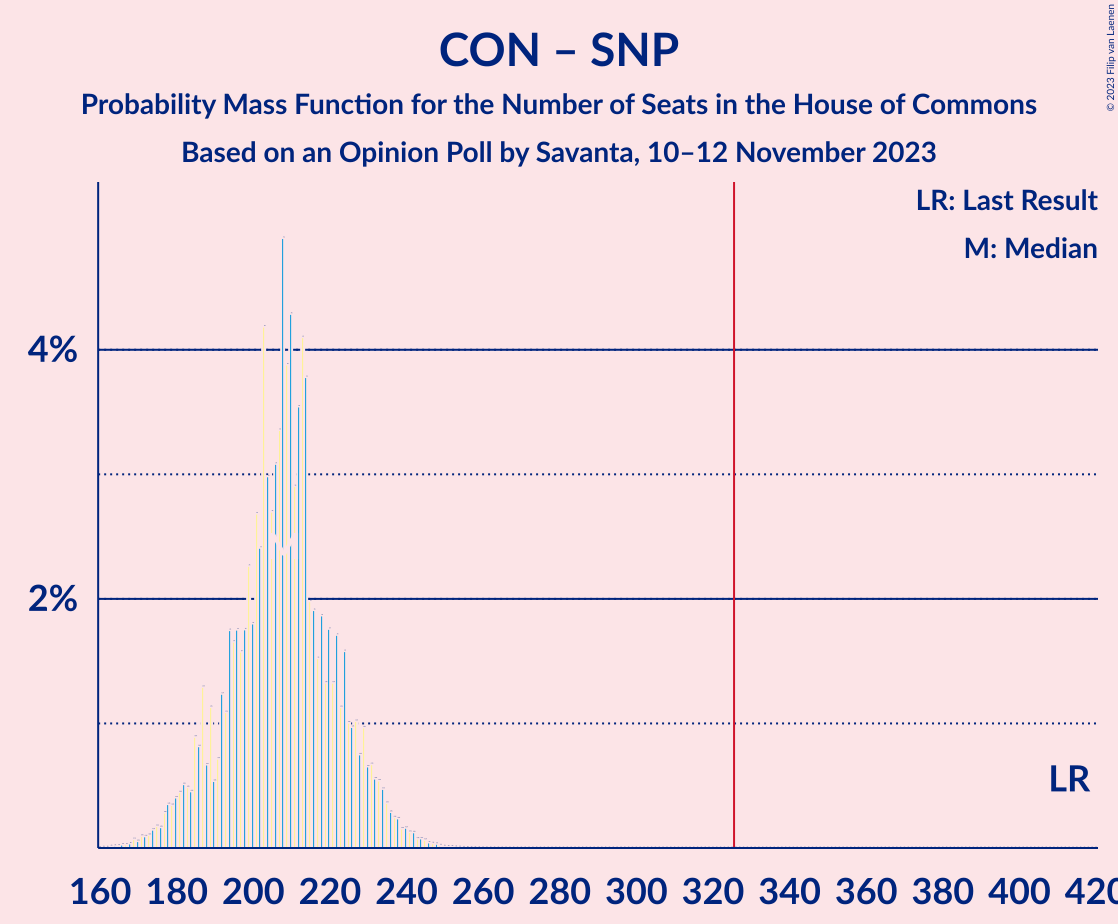 CON – SNP
Probability Mass Function for the Number of Seats in the House of Commons
Based on an Opinion Poll by Savanta, 10–12 November 2023
© 2023 Filip van Laenen
LR: Last Result
M: Median
4%
2%
LR
160 180 200 220 240 260 280 300 320 340 360 380 400 420